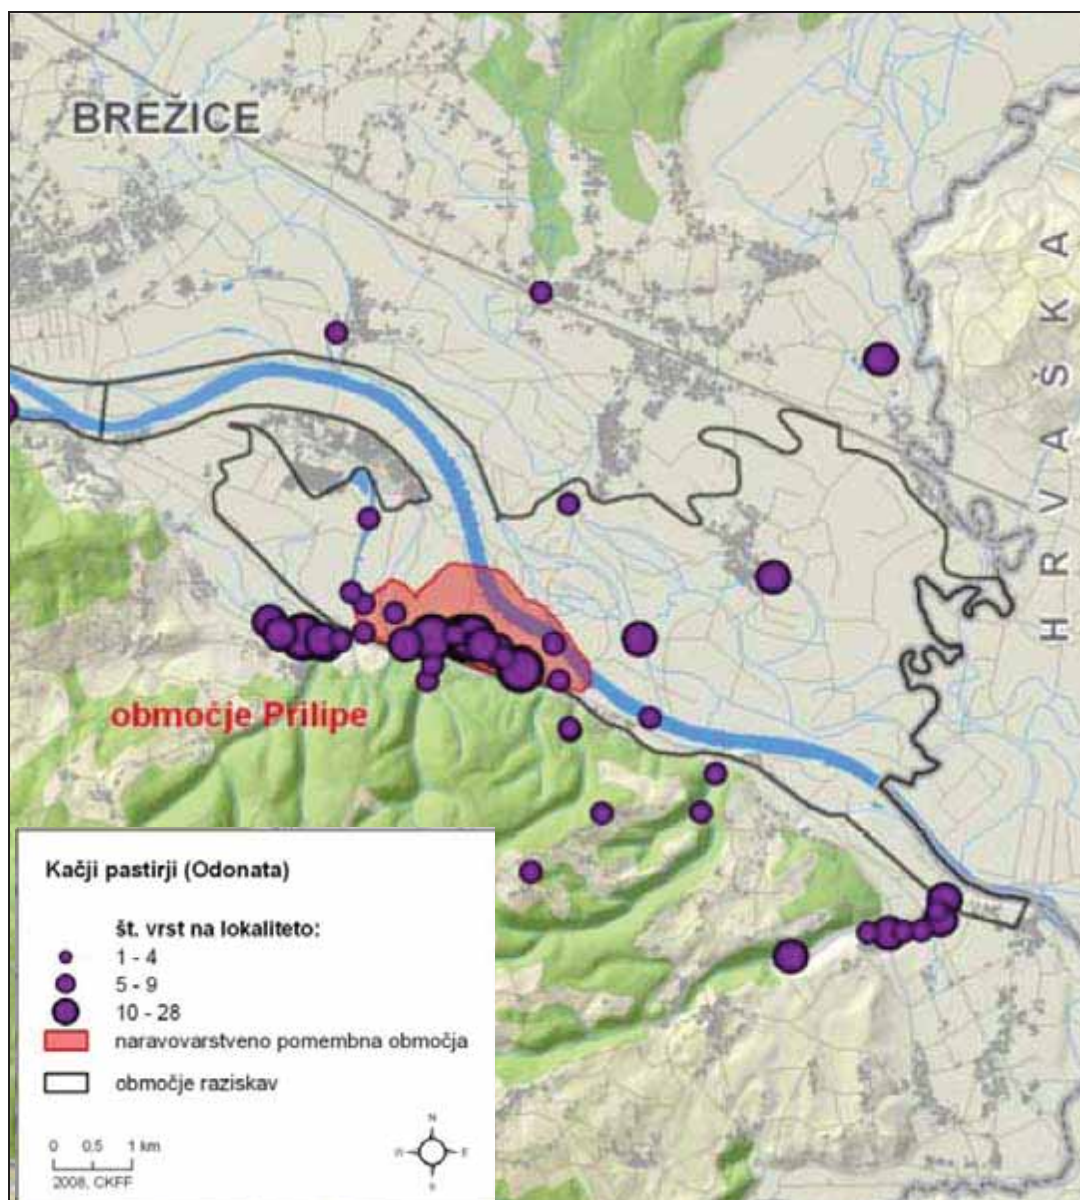 BREŽICE
HRVAŠKA
območje Prilipe
Kačji pastirji (Odonata)
št. vrst na lokaliteto:
1 - 4
5 - 9
10 - 28
naravovarstveno pomembna območja
območje raziskav
N
W
E
S
0 0.5 1 km
2008, CKFF